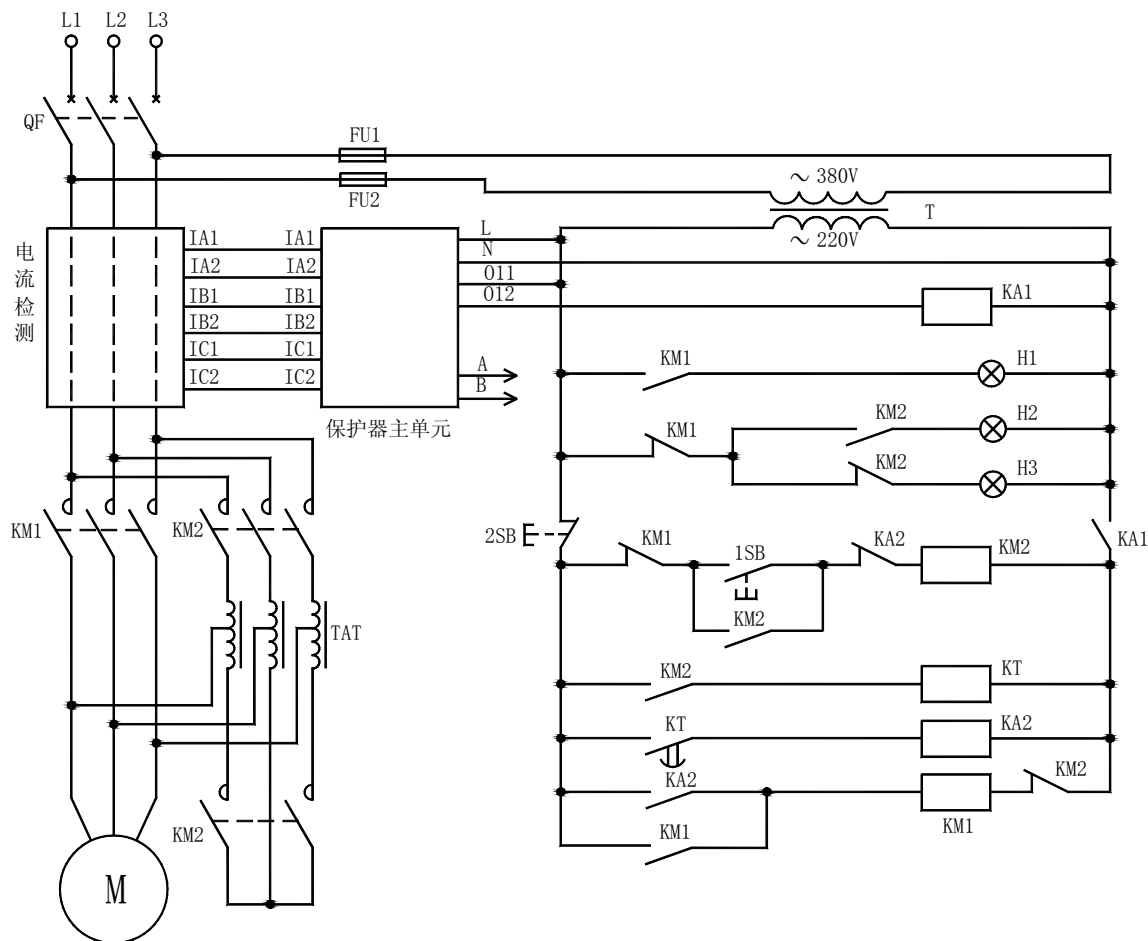 L1 L2 L3
QF
FU1
FU2
～380V
T
～220V
电流检测
IA1 IA1
IA2 IA2
IB1 IB1
IB2 IB2
IC1 IC1
IC2 IC2
L
N
O11
O12
A
B
保护器主单元
KA1
KM1 H1
KM1 KM2 H2
KM2 H3
KM1 KM2
2SB KM1 1SB KA2 KM2 KA1
KM2
TAT
KM2 KT
KT KA2
KA2 KM2
KM1 KM1
KM2
M